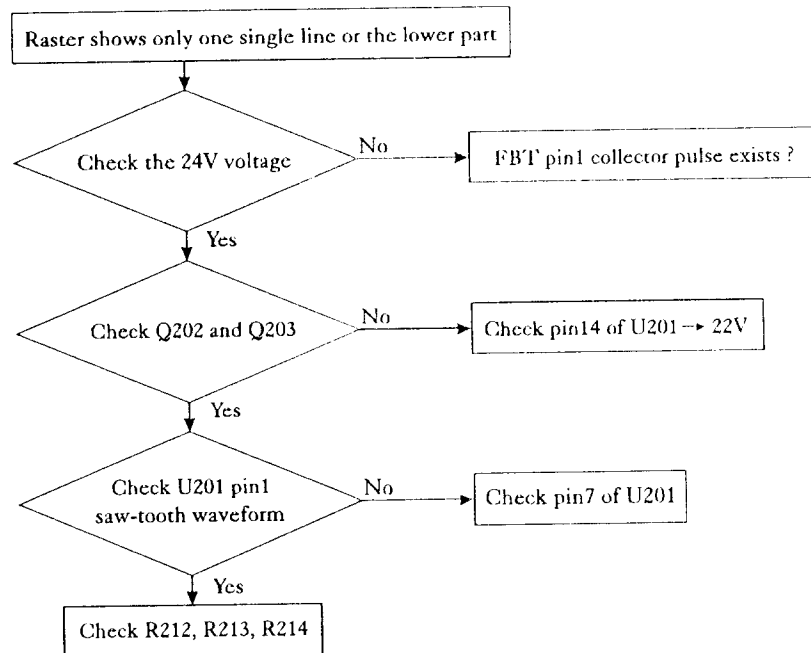 Raster shows only one single line or the lower part
Check the 24V voltage
No
FBT pin1 collector pulse exists ?
Yes
Check Q202 and Q203
No
Check pin14 of U201 → 22V
Yes
Check U201 pin1
saw-tooth waveform
No
Check pin7 of U201
Yes
Check R212, R213, R214